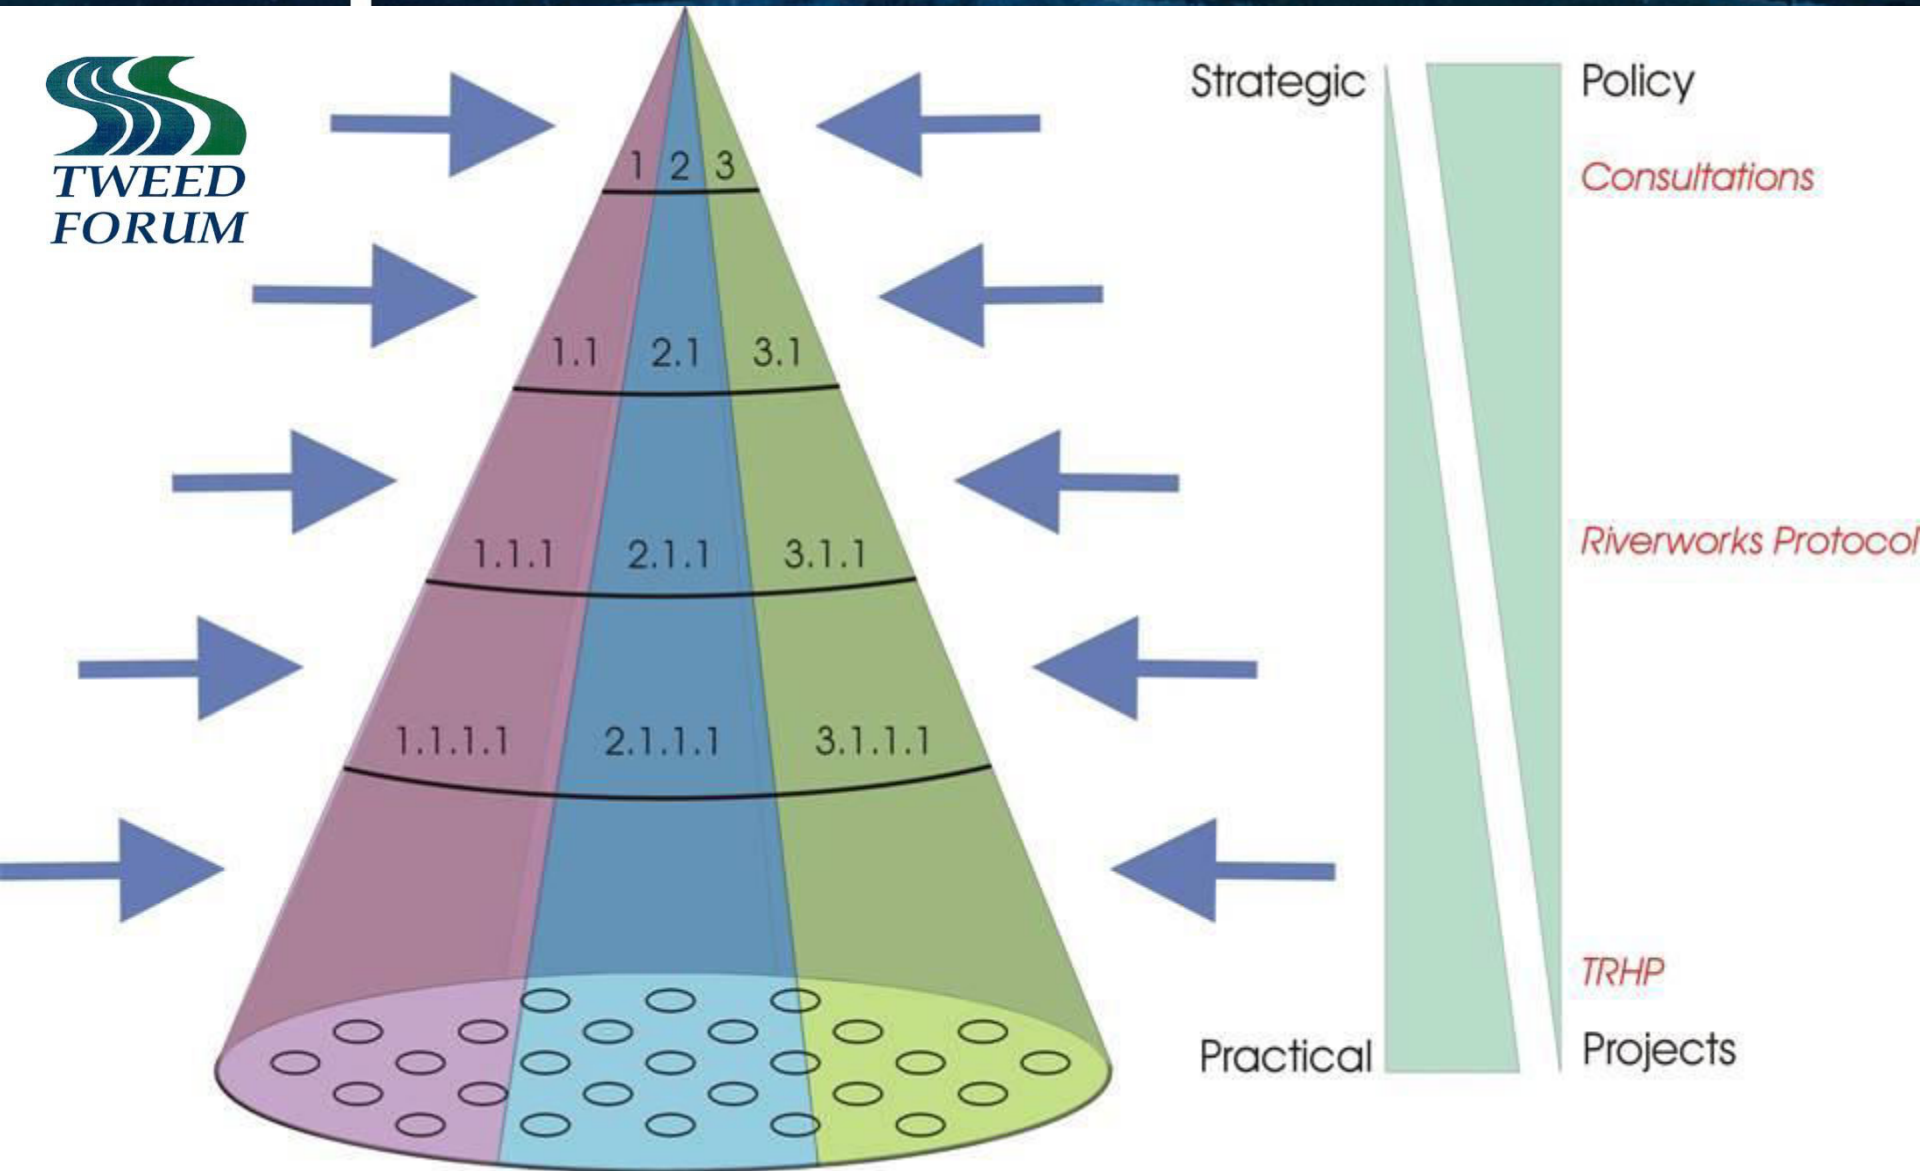 TWEED
FORUM
1 2 3
1.1 2.1 3.1
1.1.1 2.1.1 3.1.1
1.1.1.1 2.1.1.1 3.1.1.1
Strategic
Policy
Consultations
Riverworks Protocol
TRHP
Practical
Projects